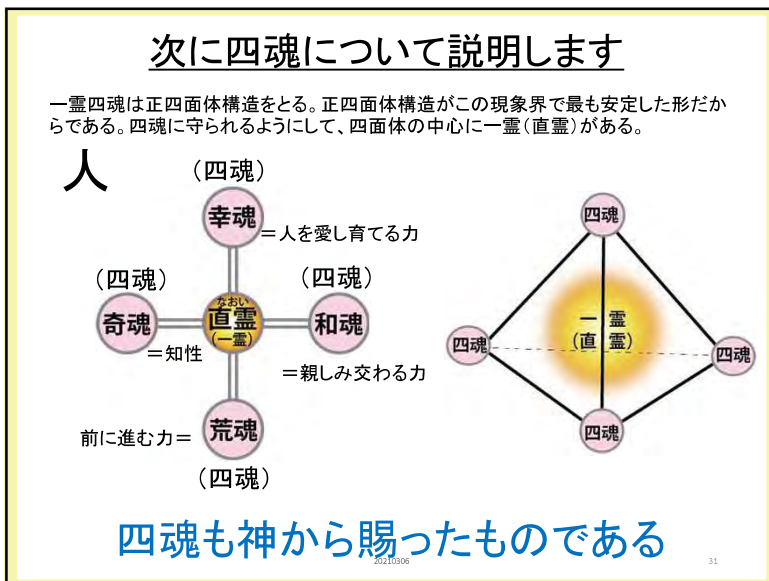 次に四魂について説明します
一霊四魂は正四面体構造をとる。正四面体構造がこの現象界で最も安定した形だか
らである。四魂に守られるようにして、四面体の中心に一霊(直霊)がある。
人
(四魂)
幸魂
=人を愛し育てる力
(四魂)
奇魂
=知性
なおい
直霊
(一霊)
(四魂)
和魂
=親しみ交わる力
前に進む力=
荒魂
(四魂)
四魂
一霊
(直霊)
四魂
四魂
四魂
四魂も神から賜ったものである
20210306
31